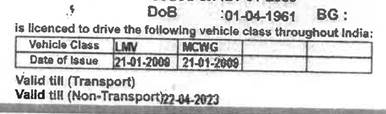 DoB :01-04-1961 BG :
is licenced to drive the following vehicle class throughout India:
Vehicle Class LMV MCWG
Date of Issue 21-01-2009 21-01-2009
Valid till (Transport)
Valid till (Non-Transport)22-04-2023